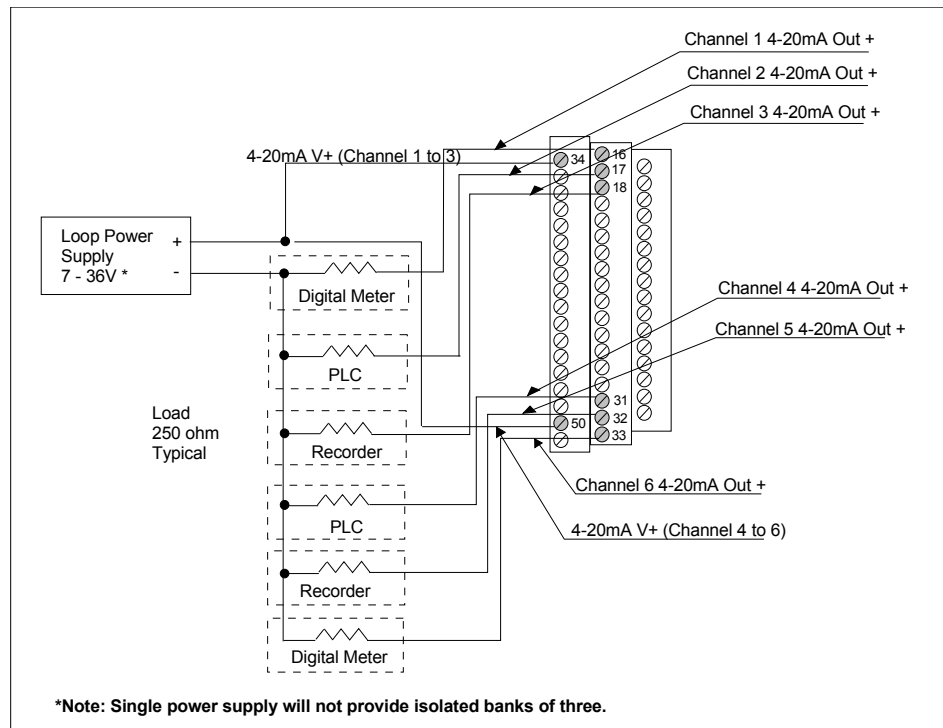 Channel 1 4-20mA Out +
Channel 2 4-20mA Out +
Channel 3 4-20mA Out +
4-20mA V+ (Channel 1 to 3)
34
16
17
18
Loop Power
Supply
7 - 36V *
+
-
Digital Meter
Channel 4 4-20mA Out +
Channel 5 4-20mA Out +
PLC
31
32
33
50
Load
250 ohm
Typical
Recorder
Channel 6 4-20mA Out +
PLC
4-20mA V+ (Channel 4 to 6)
Recorder
Digital Meter
*Note: Single power supply will not provide isolated banks of three.